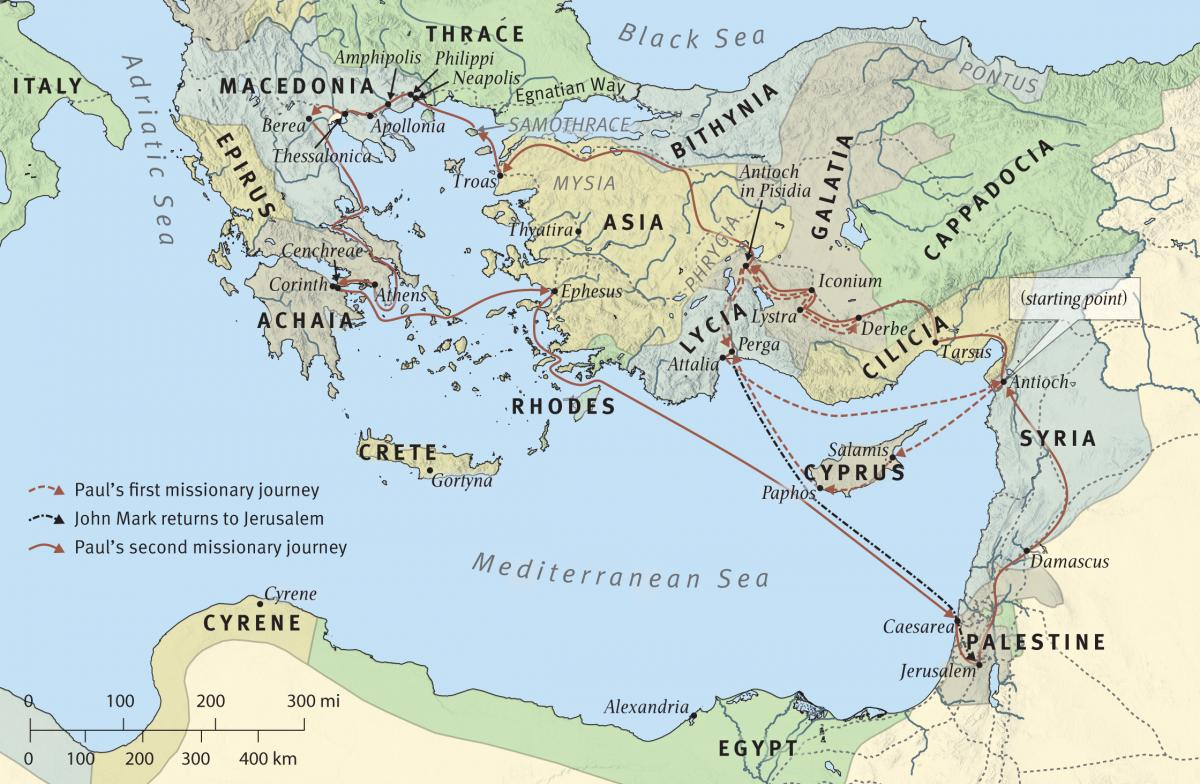 Black Sea
THRACE
ITALY
Adriatic Sea
MACEDONIA
Amphipolis
Philippi
Neapolis
Egnatian Way
PONTUS
BITHYNIA
Berea
Apollonia
SAMOTHRACE
Thessalonica
EPIRUS
Troas
MYSIA
Antioch
in Pisidia
GALATIA
CAPPADOCIA
ASIA
Thyatira
PHRYGIA
Cenchreae
Corinth
Athens
ACHAIA
Ephesus
Iconium
Lystra
Derbe
(starting point)
LYCIA
Perga
Attalia
CILICIA
Tarsus
Antioch
RHODES
SYRIA
CRETE
Gortyna
Salamis
CYPRUS
Paphos
Paul's first missionary journey
John Mark returns to Jerusalem
Paul's second missionary journey
Mediterranean Sea
Damascus
Cyrene
CYRENE
Caesarea
PALESTINE
Jerusalem
Alexandria
EGYPT
0 100 200 300 mi
0 100 200 300 400 km